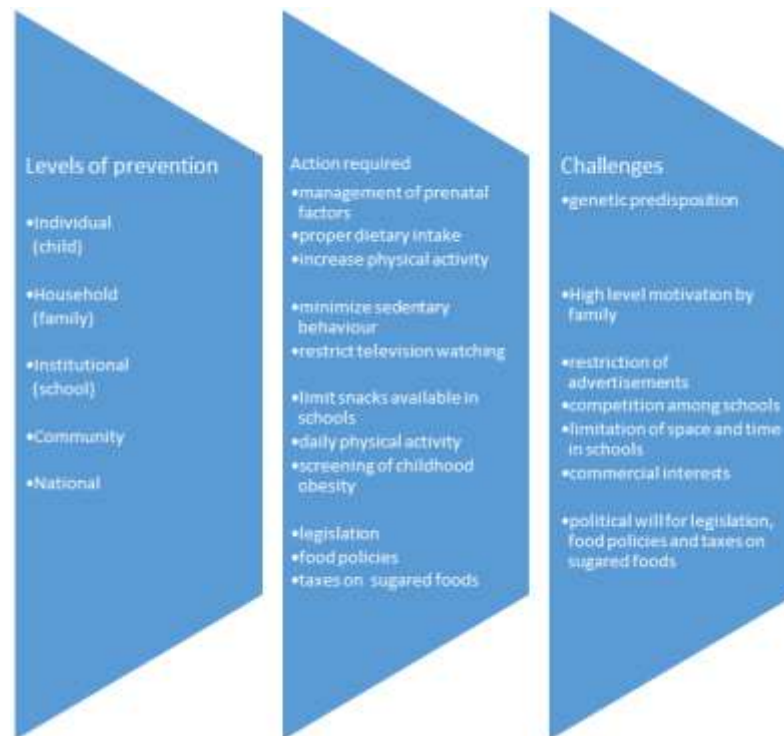 Levels of prevention
•Individual
(child)
•Household
(family)
•Institutional
(school)
•Community
•National
Action required
•management of prenatal
factors
•proper dietary intake
•increase physical activity
•minimize sedentary
behaviour
•restrict television watching
•limit snacks available in
schools
•daily physical activity
•screening of childhood
obesity
•legislation
•food policies
•taxes on sugared foods
Challenges
•genetic predisposition
•High level motivation by
family
•restriction of
advertisements
•competition among schools
•limitation of space and time
in schools
•commercial interests
•political will for legislation,
food policies and taxes on
sugared foods